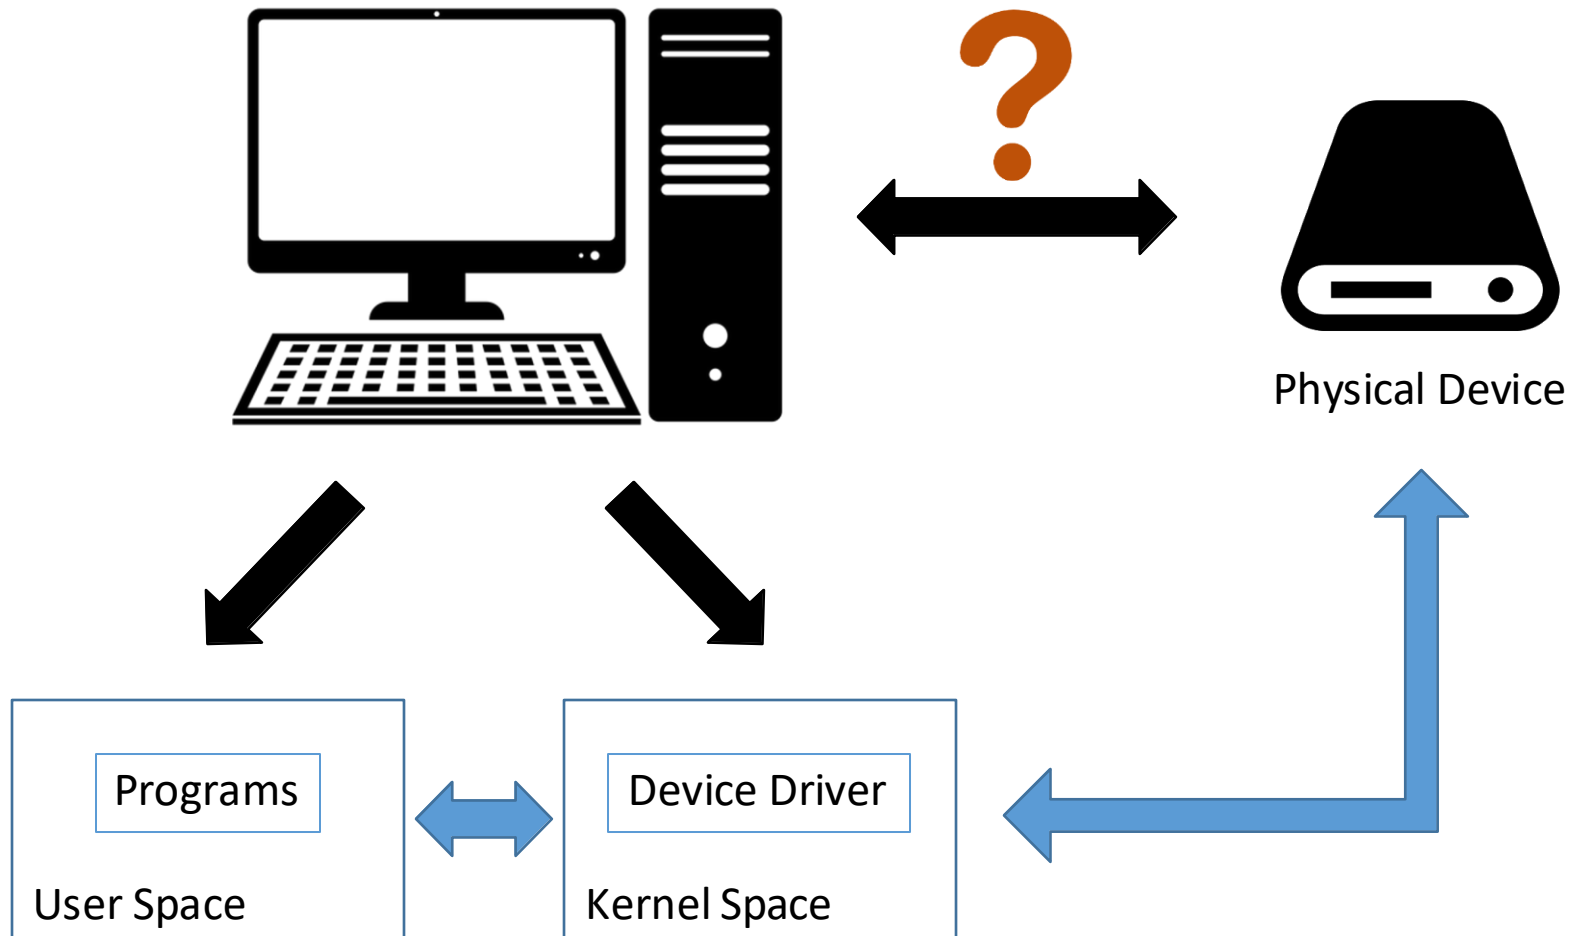 ?
Physical Device
Programs
Device Driver
User Space
Kernel Space